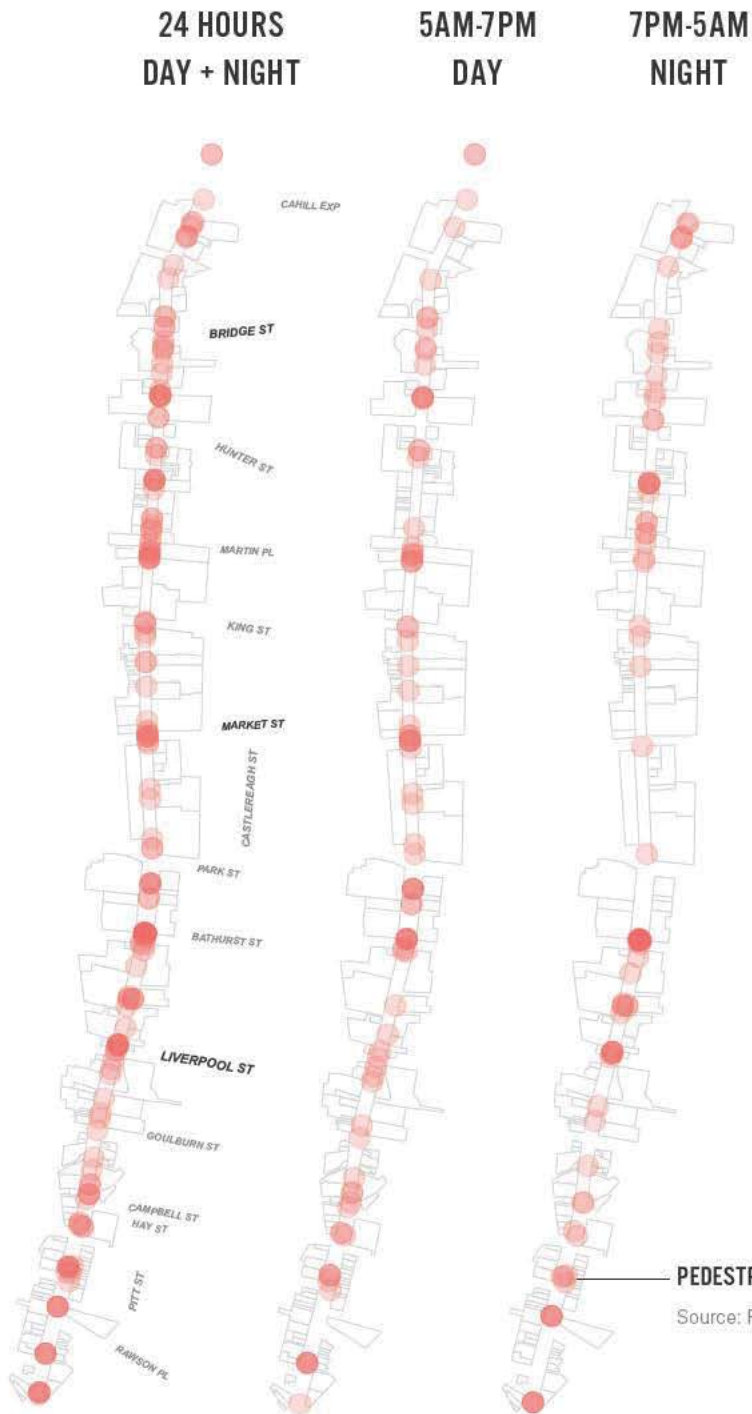 24 HOURS
DAY + NIGHT
5AM-7PM
DAY
7PM-5AM
NIGHT
CAHILL EXP
BRIDGE ST
HUNTER ST
MARTIN PL
KING ST
MARKET ST
CASTLEREAGH ST
PARK ST
BATHURST ST
LIVERPOOL ST
GOULBURN ST
CAMPBELL ST
HAY ST
PITT ST
RAWSON PL
Source: